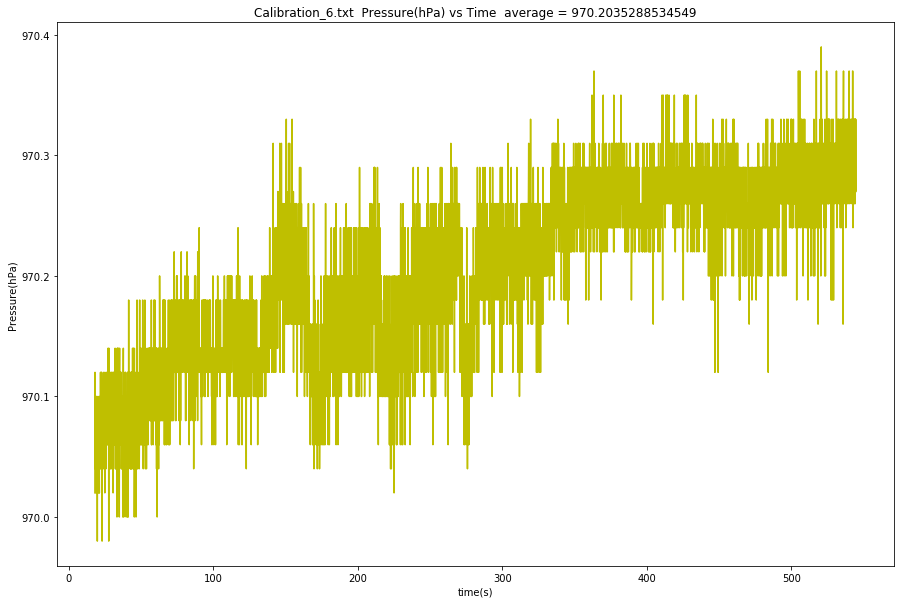 Calibration_6.txt  Pressure(hPa) vs Time  average = 970.2035288534549
970.4
970.3
970.2
970.1
970.0
Pressure(hPa)
0 100 200 300 400 500
time(s)